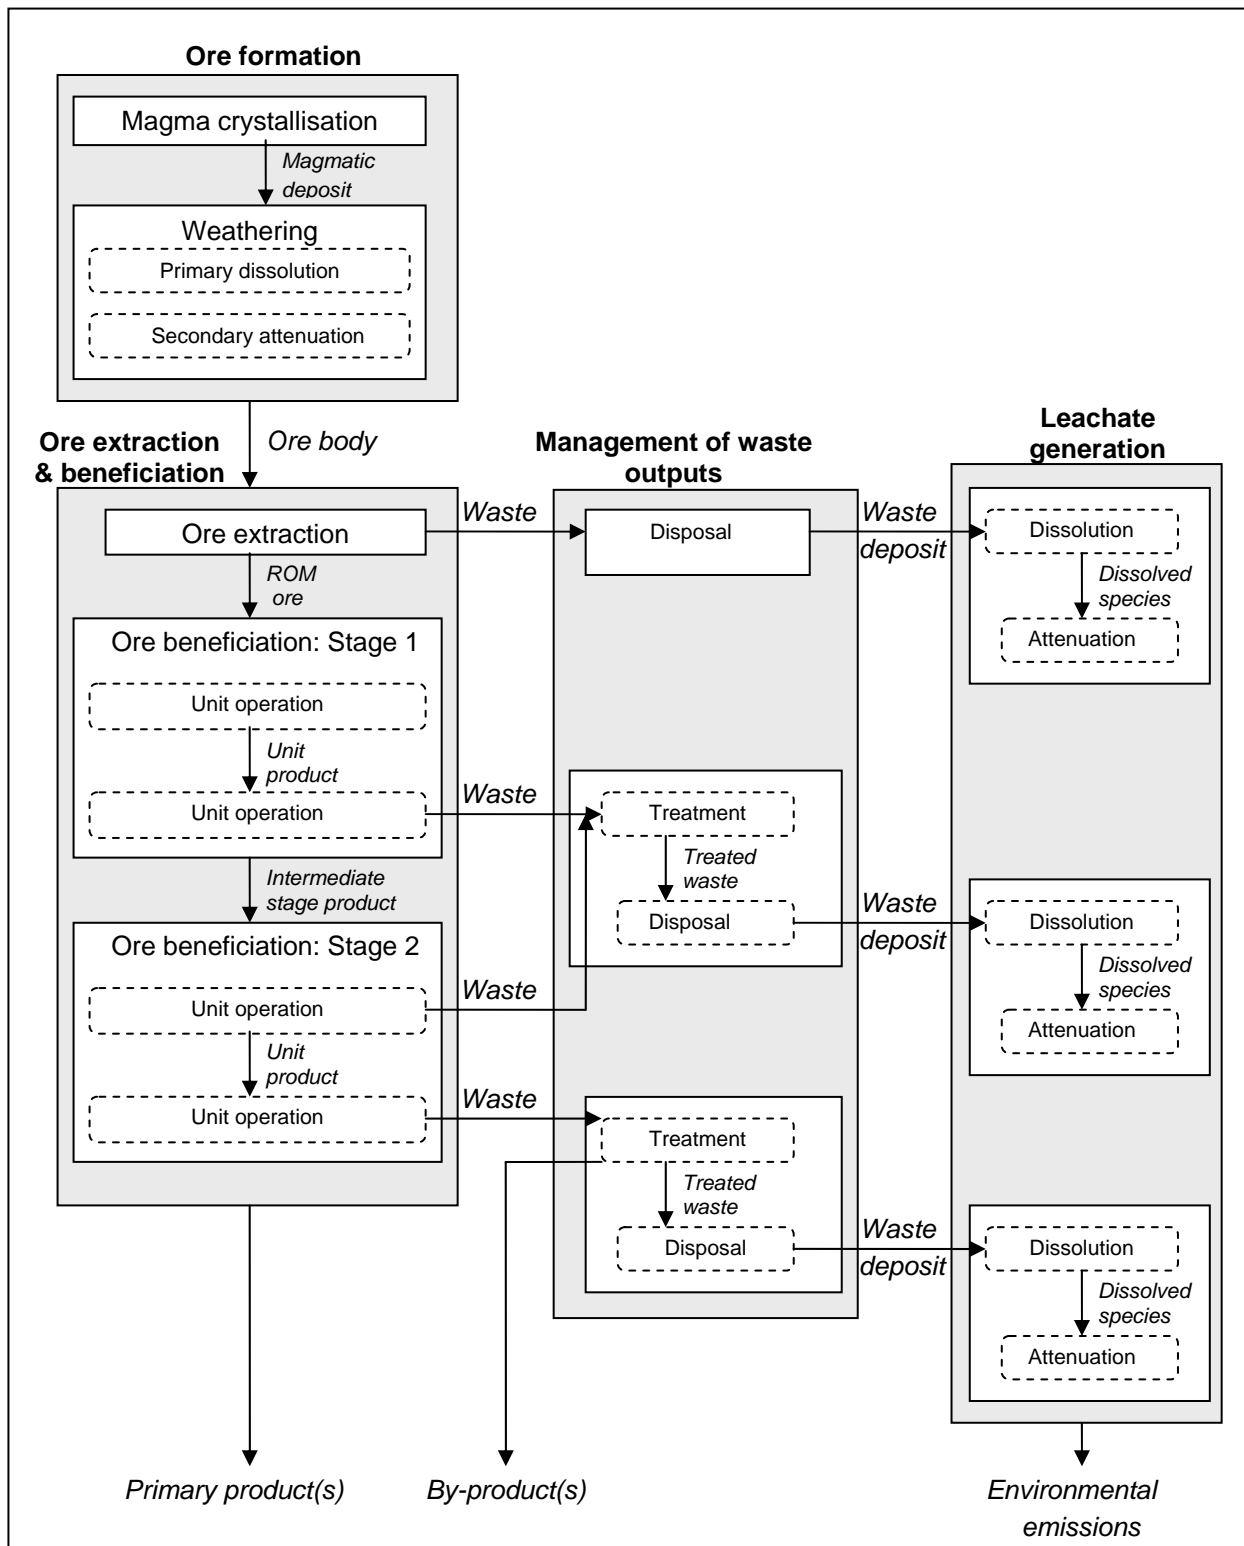 Ore formation
Magma crystallisation
Magmatic
deposit
Weathering
Primary dissolution
Secondary attenuation
Ore body
Ore extraction
& beneficiation
Management of waste
outputs
Leachate
generation
Ore extraction
Waste
Disposal
Waste
deposit
Dissolution
Dissolved
species
Attenuation
ROM
ore
Ore beneficiation: Stage 1
Unit operation
Unit
product
Unit operation
Waste
Treatment
Treated
waste
Disposal
Waste
deposit
Dissolution
Dissolved
species
Attenuation
Intermediate
stage product
Ore beneficiation: Stage 2
Unit operation
Waste
Unit
product
Unit operation
Waste
Treatment
Treated
waste
Disposal
Waste
deposit
Dissolution
Dissolved
species
Attenuation
Primary product(s)
By-product(s)
Environmental
emissions